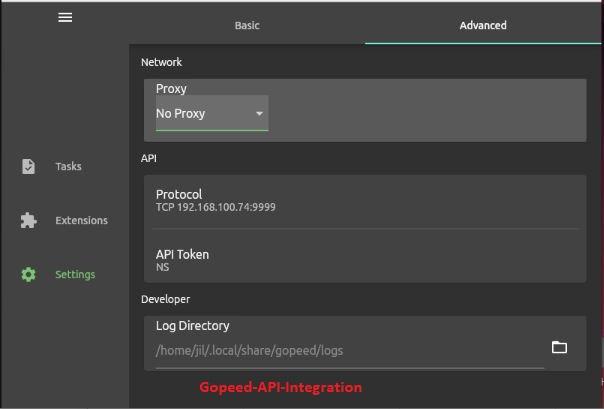 Basic
Advanced
Network
Proxy
No Proxy
API
Tasks
Protocol
TCP 192.168.100.74:9999
Extensions
API Token
NS
Settings
Developer
Log Directory
/home/jil/.local/share/gopeed/logs
Gopeed-API-Integration